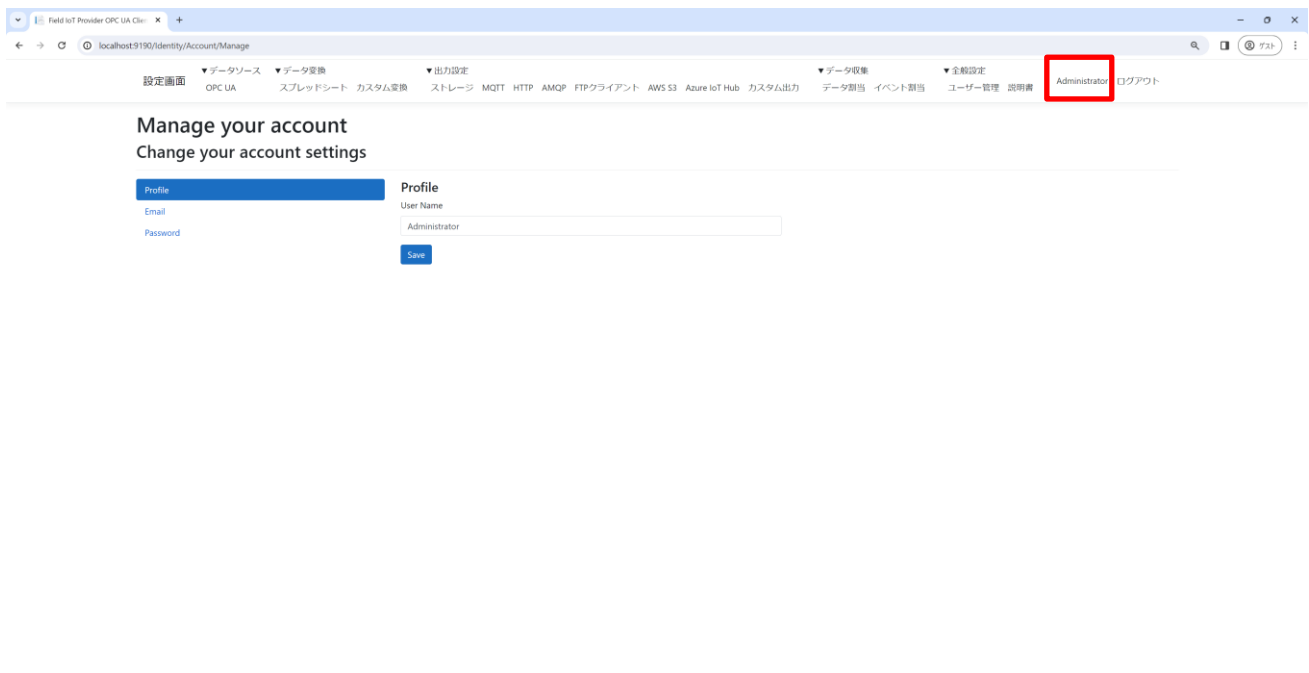 Field IoT Provider OPC UA Clie
localhost:9190/Identity/Account/Manage
ゲスト
設定画面
▼データソース ▼データ変換 ▼出力設定 ▼データ収集 ▼全般設定
OPC UA スプレッドシート カスタム変換 ストレージ MQTT HTTP AMQP FTPクライアント AWS S3 Azure IoT Hub カスタム出力 データ割当 イベント割当 ユーザー管理 説明書 Administrator ログアウト
Manage your account
Change your account settings
Profile
Email
Password
Profile
User Name
Administrator
Save